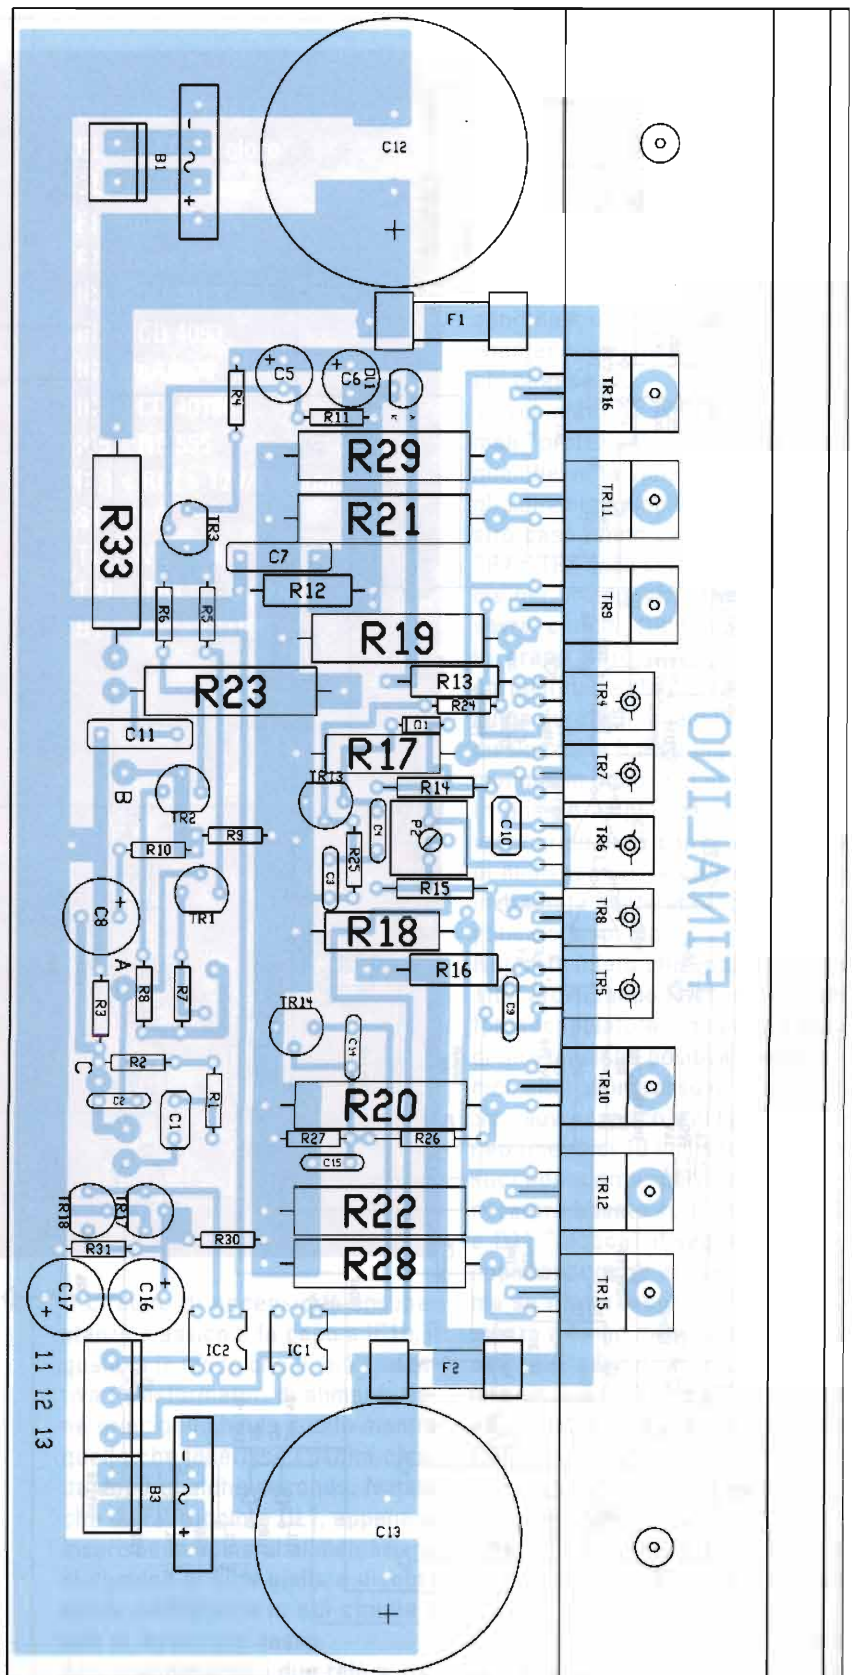 C12
B1
-
~
+
+
F1
C5
+
C6
+
DL1
K
A
R4
R11
TR16
R29
TR11
R21
R33
TR3
C7
R12
TR9
R6
R5
R19
R13
R23
R24
TR4
D1
C11
R17
TR7
TR13
B
TR2
R14
C4
P2
C10
TR6
R9
R10
R25
C3
R15
TR8
C8
+
TR1
R18
R16
TR5
A
R3
R8
R7
C9
TR14
C14
R2
C
R1
C2
C1
R20
TR10
R27
R26
C15
TR18
TR17
R22
TR12
R30
R31
R28
TR15
C17
+
C16
+
IC2
IC1
F2
11 12 13
B3
-
~
+
C13
+
FINALINO
CD 4093
555